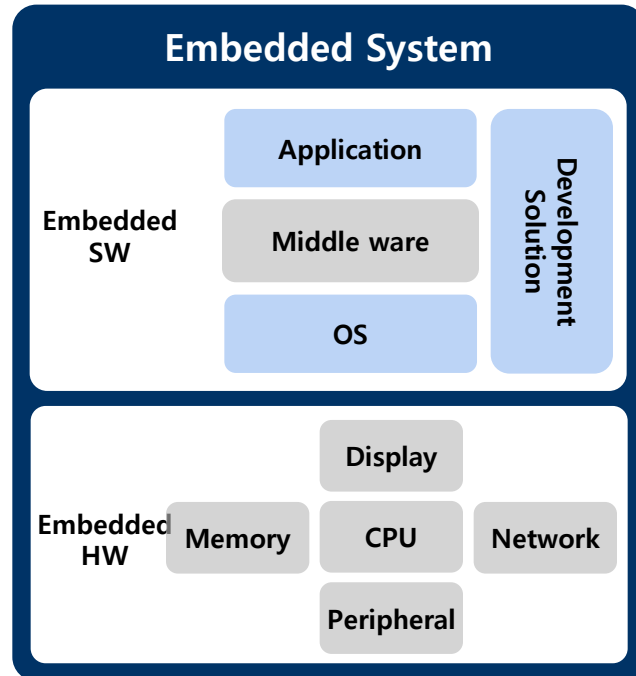 Embedded System
Application
Embedded
SW
Middle ware
OS
Development
Solution
Display
Embedded
HW
Memory
CPU
Network
Peripheral